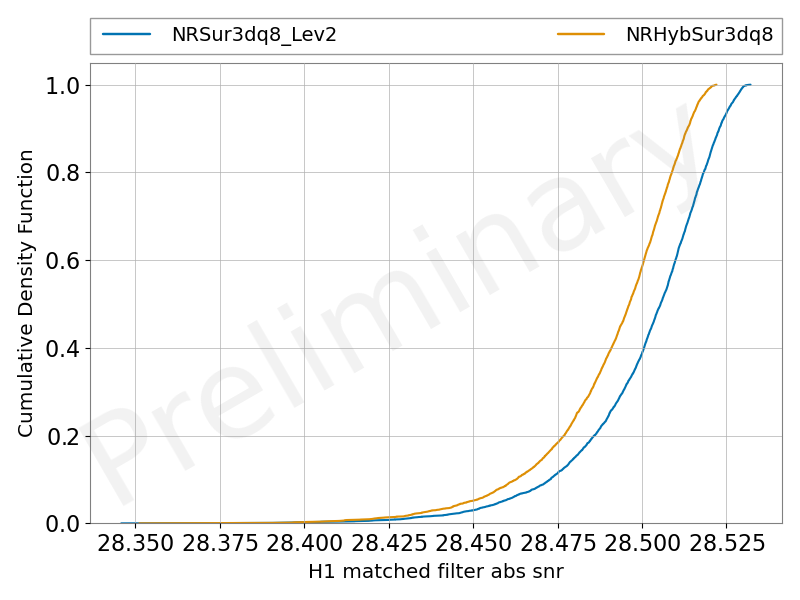 NRSur3dq8_Lev2 NRHybSur3dq8
1.0
0.8
0.6
0.4
0.2
0.0
Cumulative Density Function
Preliminary
28.350 28.375 28.400 28.425 28.450 28.475 28.500 28.525
H1 matched filter abs snr